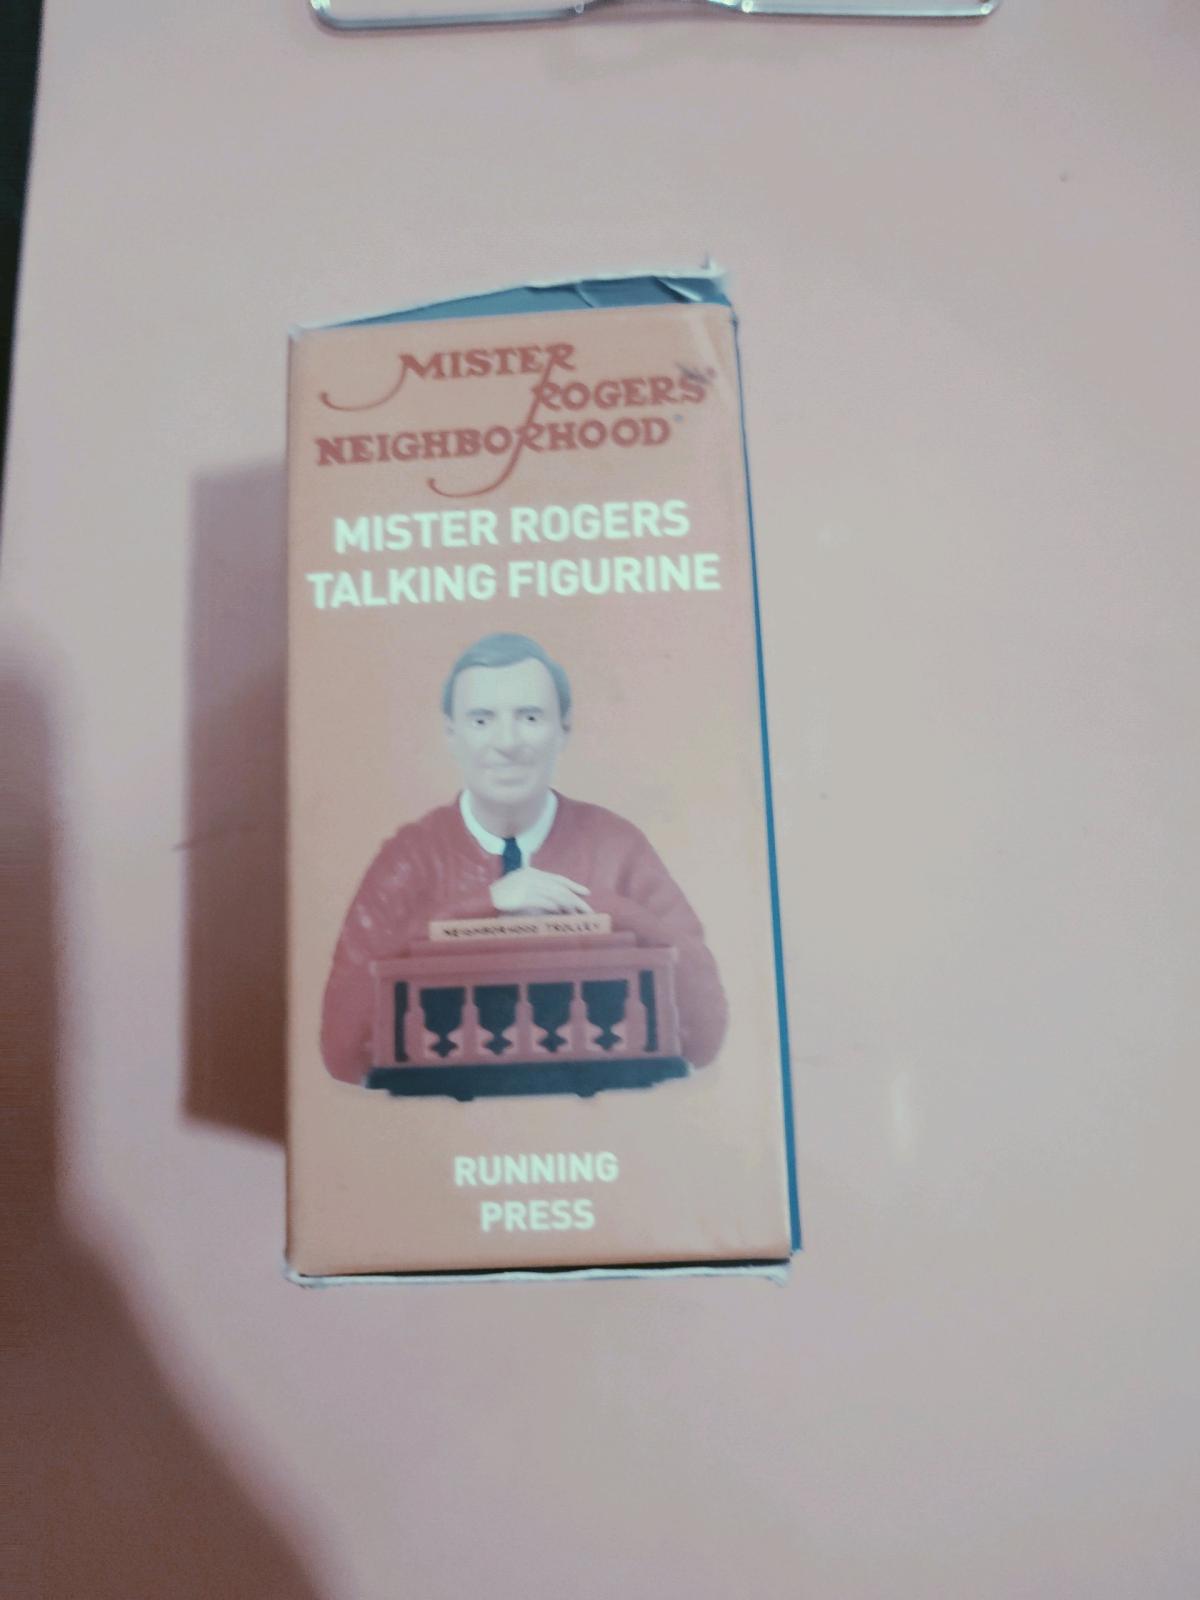 MISTER
ROGERS'
NEIGHBORHOOD
MISTER ROGERS
TALKING FIGURINE
NEIGHBORHOOD TROLLEY
RUNNING
PRESS